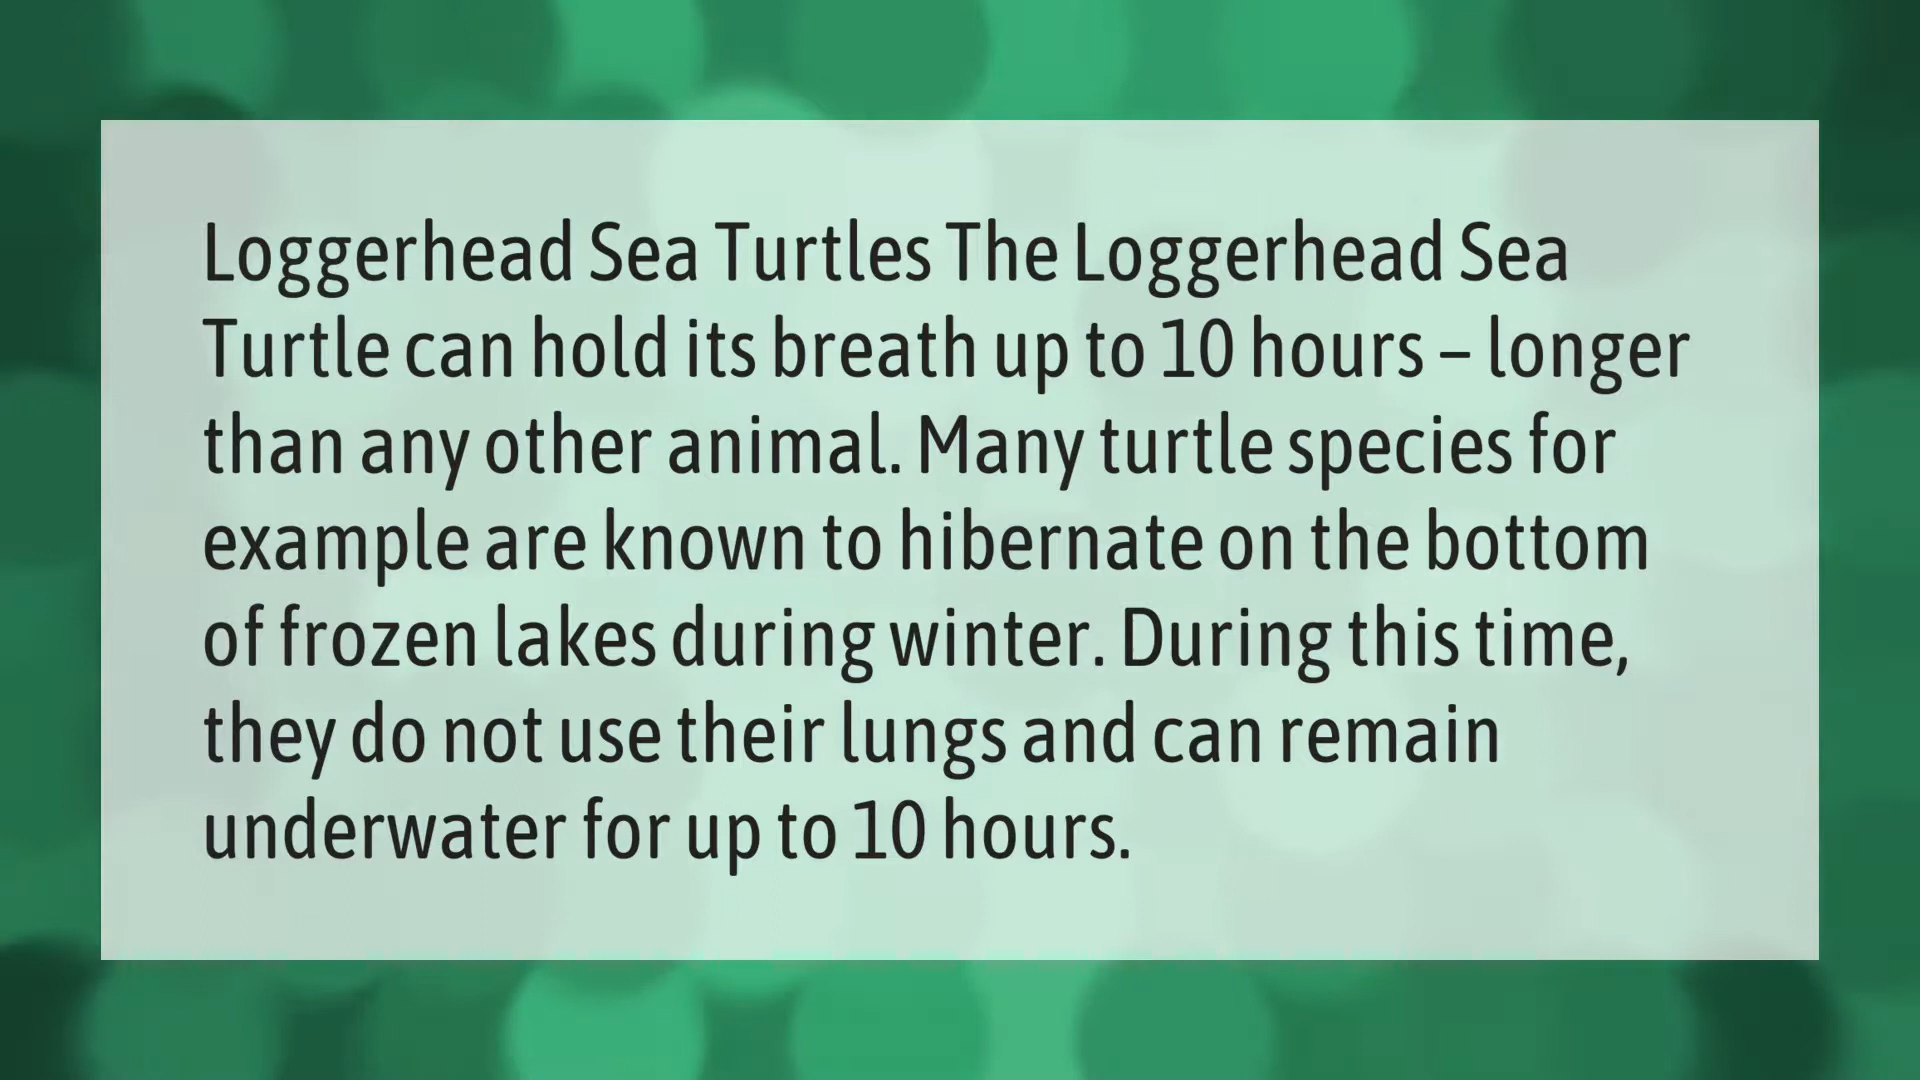 Loggerhead Sea Turtles The Loggerhead Sea
Turtle can hold its breath up to 10 hours – longer
than any other animal. Many turtle species for
example are known to hibernate on the bottom
of frozen lakes during winter. During this time,
they do not use their lungs and can remain
underwater for up to 10 hours.